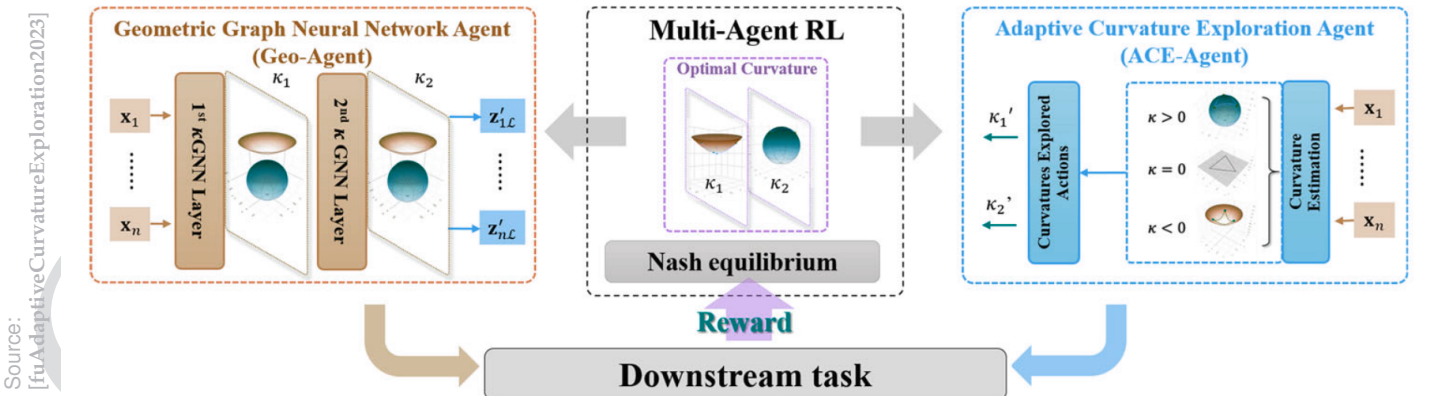 Source:
[fuAdaptiveCurvatureExploration2023]
Geometric Graph Neural Network Agent
(Geo-Agent)
x₁
······
xₙ
1ˢᵗ κGNN Layer
κ₁
2ⁿᵈ κ GNN Layer
κ₂
z′₁ℒ
······
z′ₙℒ
Multi-Agent RL
Optimal Curvature
κ₁
κ₂
Nash equilibrium
Reward
Adaptive Curvature Exploration Agent
(ACE-Agent)
κ₁′
κ₂’
Curvatures Explored
Actions
κ > 0
κ = 0
κ < 0
Curvature
Estimation
x₁
······
xₙ
Downstream task